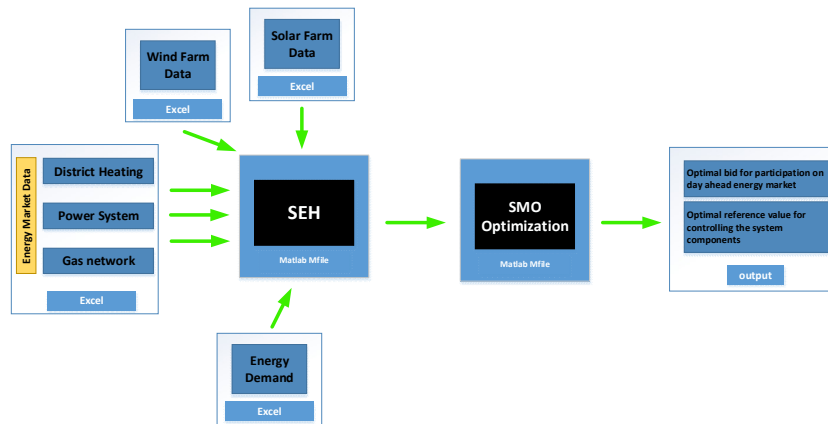 Solar Farm
Data
Excel
Wind Farm
Data
Excel
Energy Market Data
District Heating
Power System
Gas network
Excel
SEH
Matlab Mfile
SMO
Optimization
Matlab Mfile
Optimal bid for participation on
day ahead energy market
Optimal reference value for
controlling the system
components
output
Energy
Demand
Excel